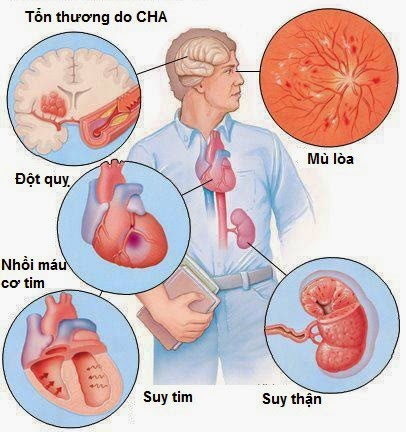 Tổn thương do CHA
Đột quỵ
Mù lòa
Nhồi máu
cơ tim
Suy tim
Suy thận